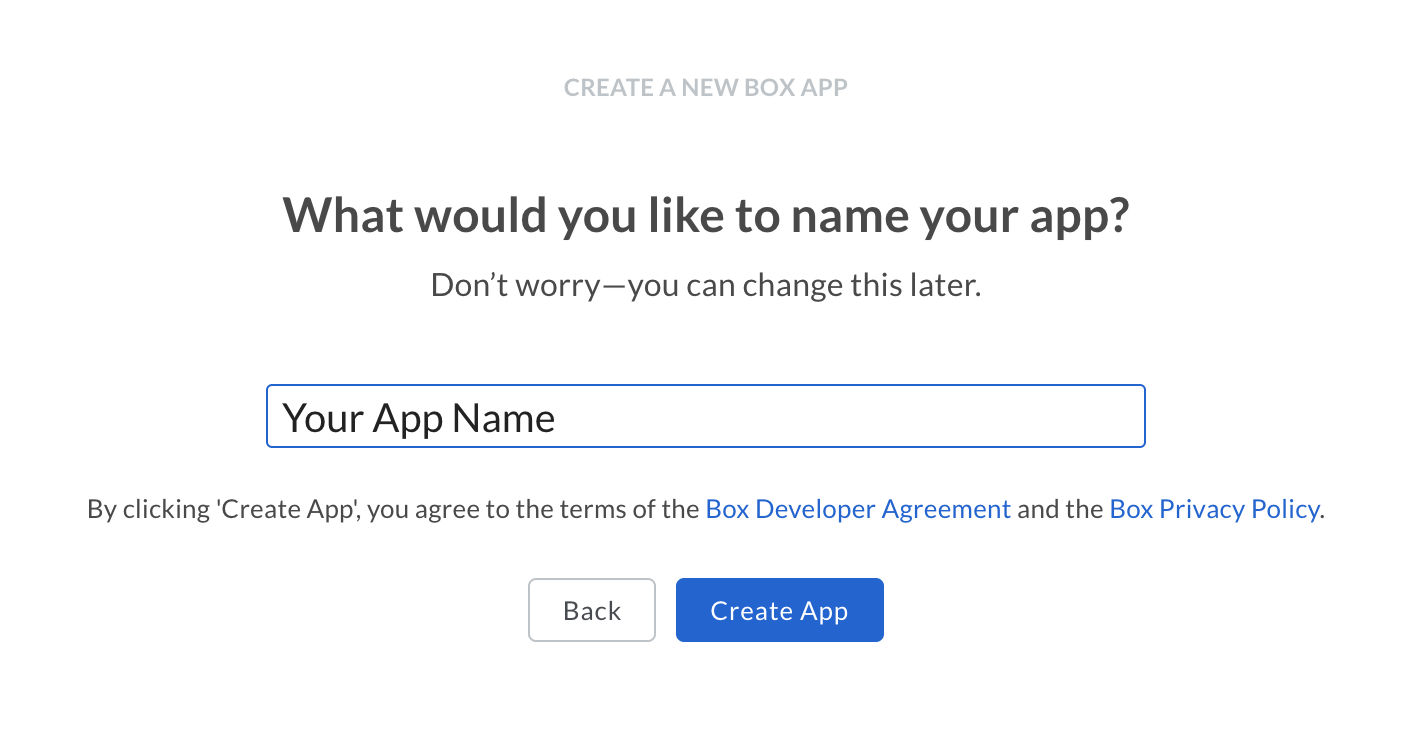 CREATE A NEW BOX APP
What would you like to name your app?
Don’t worry—you can change this later.
Your App Name
By clicking 'Create App', you agree to the terms of the Box Developer Agreement and the Box Privacy Policy.
Back
Create App